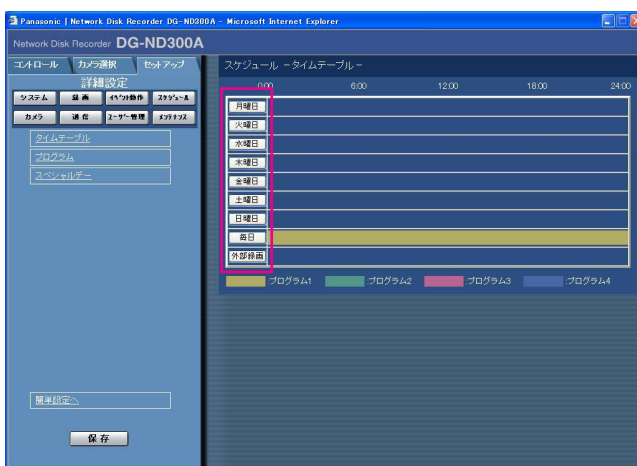 Panasonic | Network Disk Recorder DG-ND300A - Microsoft Internet Explorer
Network Disk Recorder DG-ND300A
コントロール カメラ選択 セットアップ
詳細設定
システム 録画 イベント動作 スケジュール
カメラ 通信 ユーザー管理 メンテナンス
タイムテーブル
プログラム
スペシャルデー
簡単設定へ
保存
スケジュール -タイムテーブル-
0:00 6:00 12:00 18:00 24:00
月曜日
火曜日
水曜日
木曜日
金曜日
土曜日
日曜日
毎日
外部録画
:プログラム1 :プログラム2 :プログラム3 :プログラム4